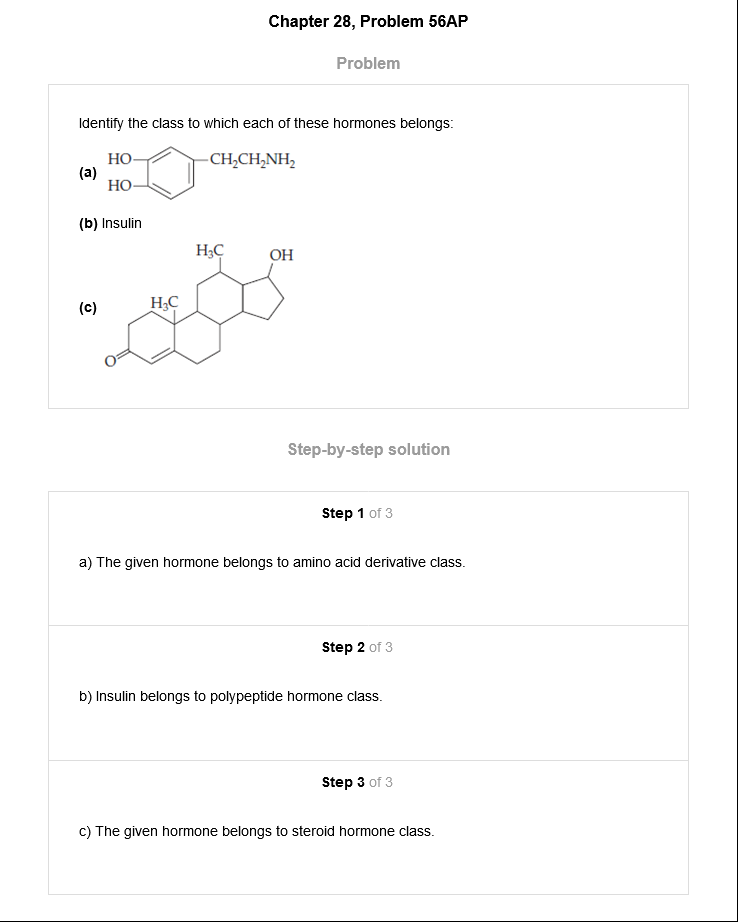 Chapter 28, Problem 56AP
Problem
Identify the class to which each of these hormones belongs:
(a)
HO
HO
CH₂CH₂NH₂
(b) Insulin
(c)
H₃C
OH
H₃C
O
Step-by-step solution
Step 1 of 3
a) The given hormone belongs to amino acid derivative class.
Step 2 of 3
b) Insulin belongs to polypeptide hormone class.
Step 3 of 3
c) The given hormone belongs to steroid hormone class.